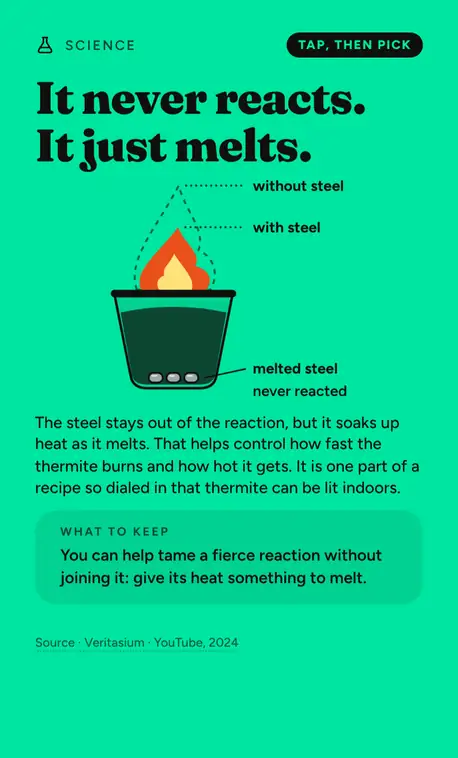 SCIENCE
TAP, THEN PICK
It never reacts.
It just melts.
without steel
with steel
melted steel
never reacted
The steel stays out of the reaction, but it soaks up
heat as it melts. That helps control how fast the
thermite burns and how hot it gets. It is one part of a
recipe so dialed in that thermite can be lit indoors.
WHAT TO KEEP
You can help tame a fierce reaction without
joining it: give its heat something to melt.
Source · Veritasium · YouTube, 2024